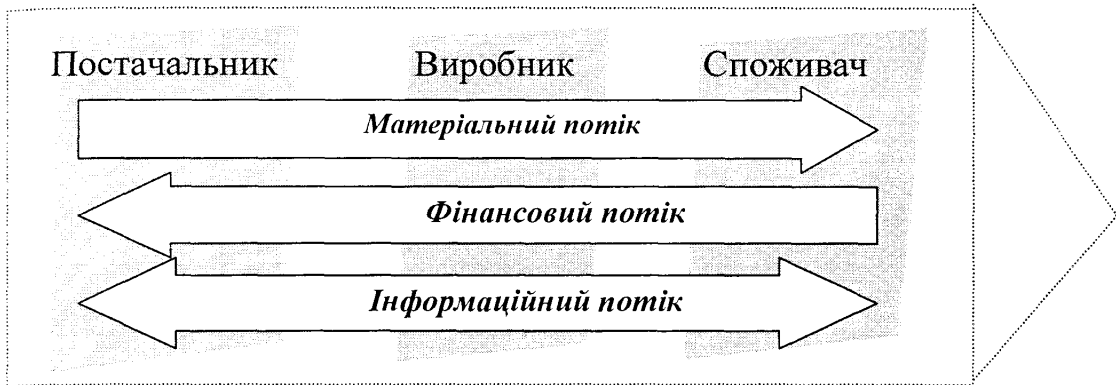 Постачальник Виробник Споживач
Матеріальний потік
Фінансовий потік
Інформаційний потік